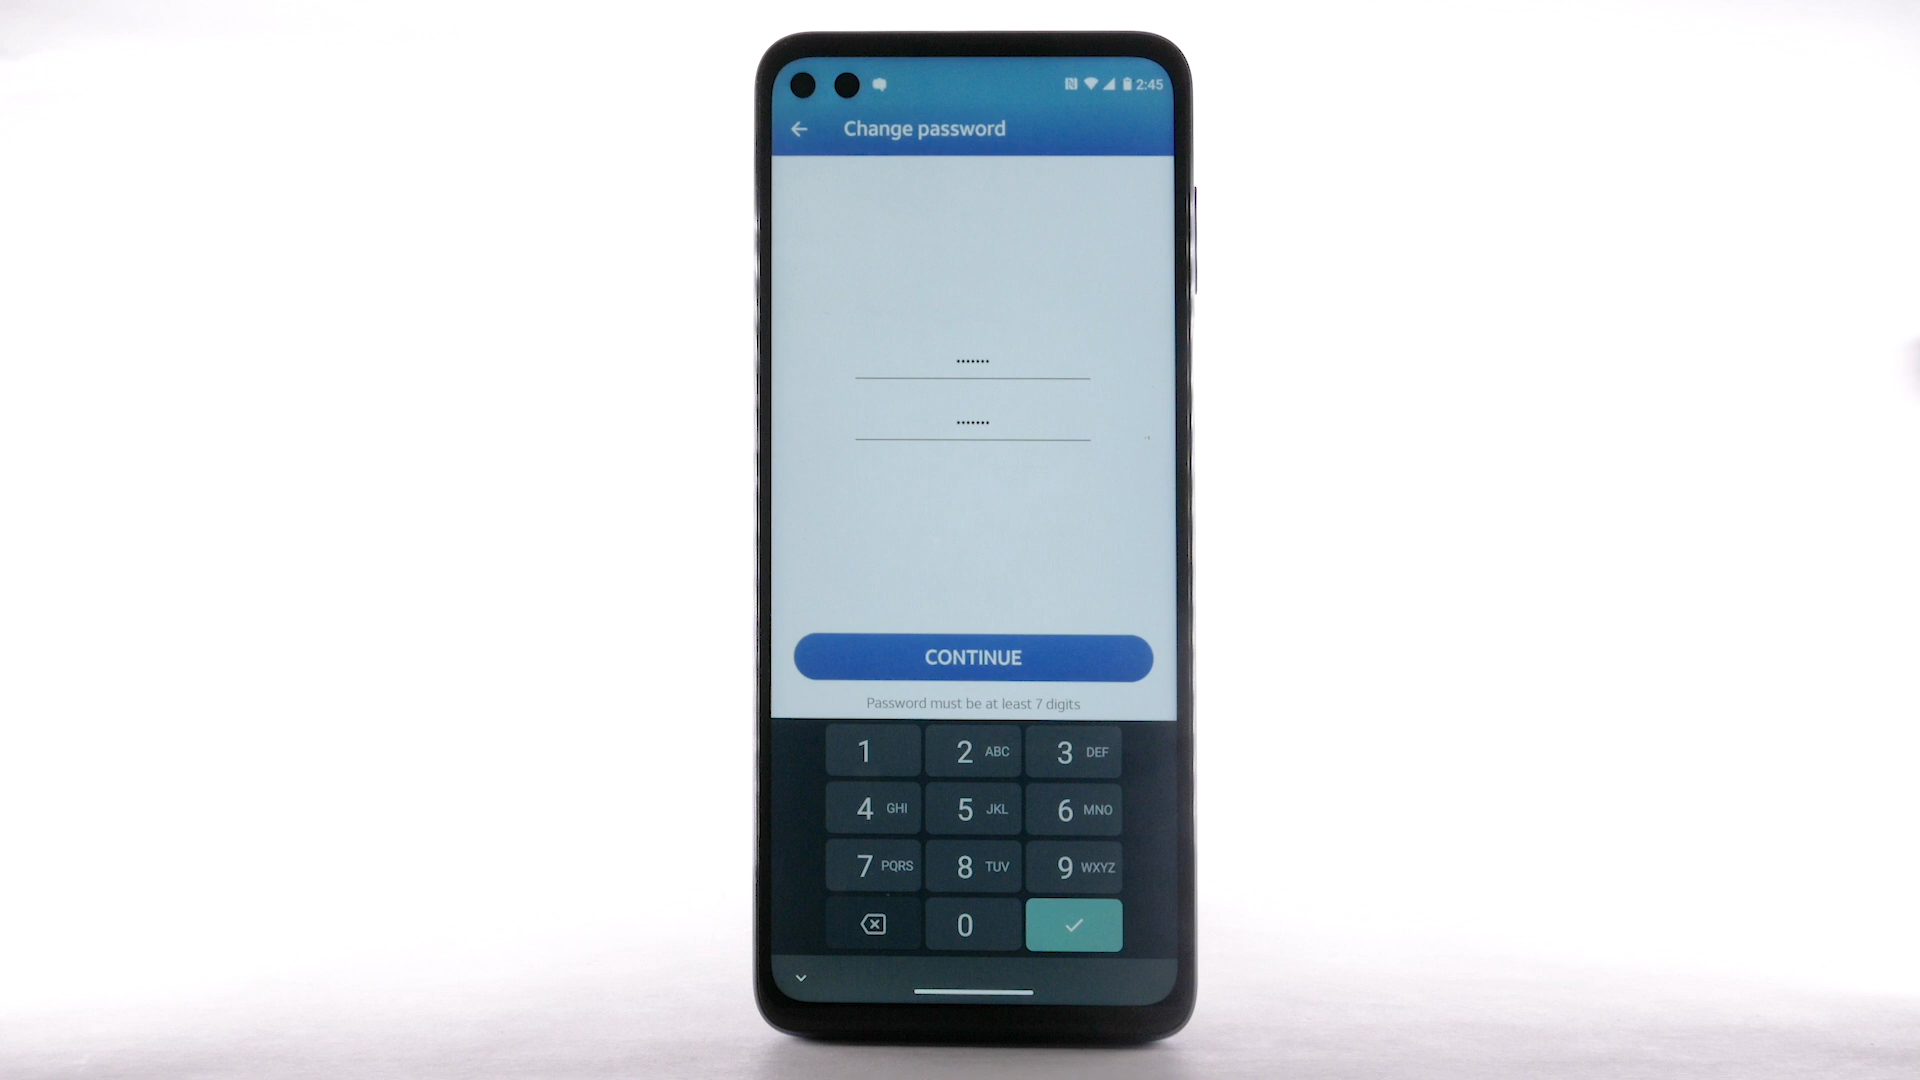 2:45
Change password
•••••••
•••••••
CONTINUE
Password must be at least 7 digits
1
2 ABC
3 DEF
4 GHI
5 JKL
6 MNO
7 PQRS
8 TUV
9 WXYZ
0